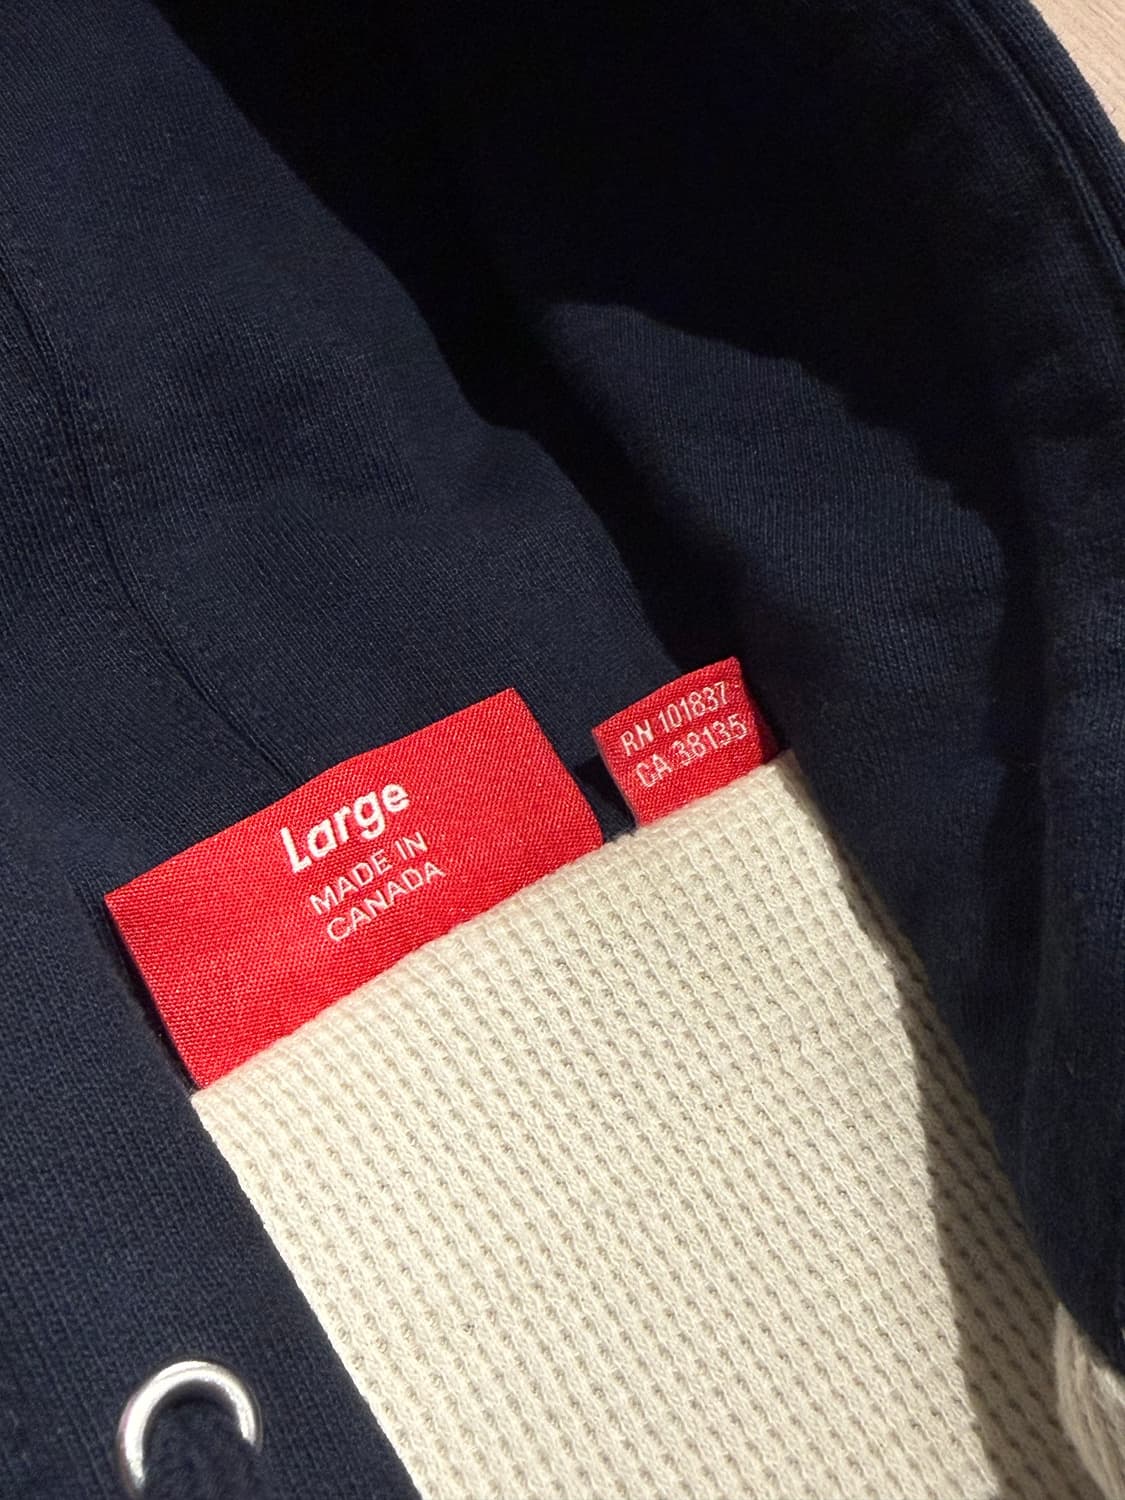 Large
MADE IN
CANADA
RN 101837
CA 38135